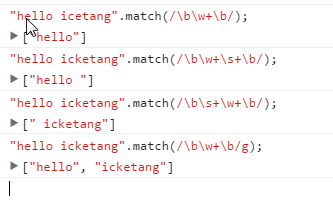 "hello icetang".match(/\b\w+\b/);
▶ ["hello"]
"hello icketang".match(/\b\w+\s+\b/);
▶ ["hello "]
"hello icketang".match(/\b\s+\w+\b/);
▶ [" icketang"]
"hello icketang".match(/\b\w+\b/g);
▶ ["hello", "icketang"]